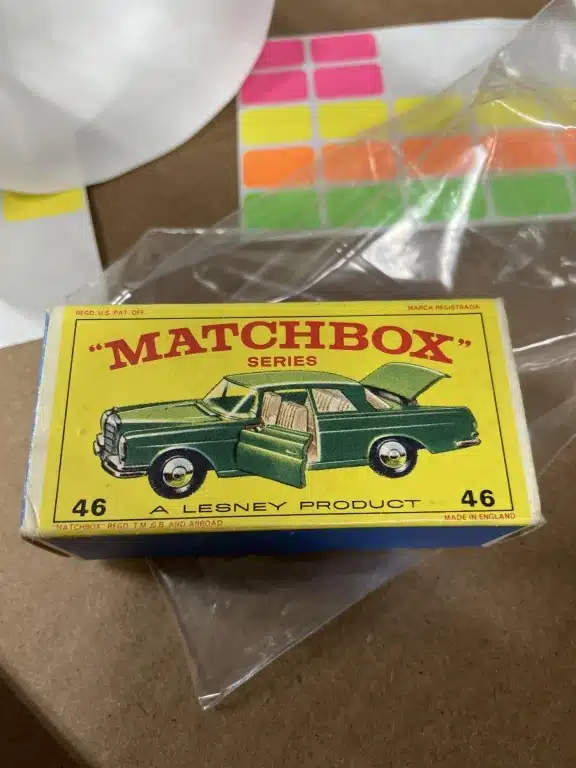 REGD. U.S. PAT. OFF. MARCA REGISTRADA
"MATCHBOX"
SERIES
46 A LESNEY PRODUCT 46
"MATCHBOX" REGD. T.M. G.B. AND ABROAD MADE IN ENGLAND